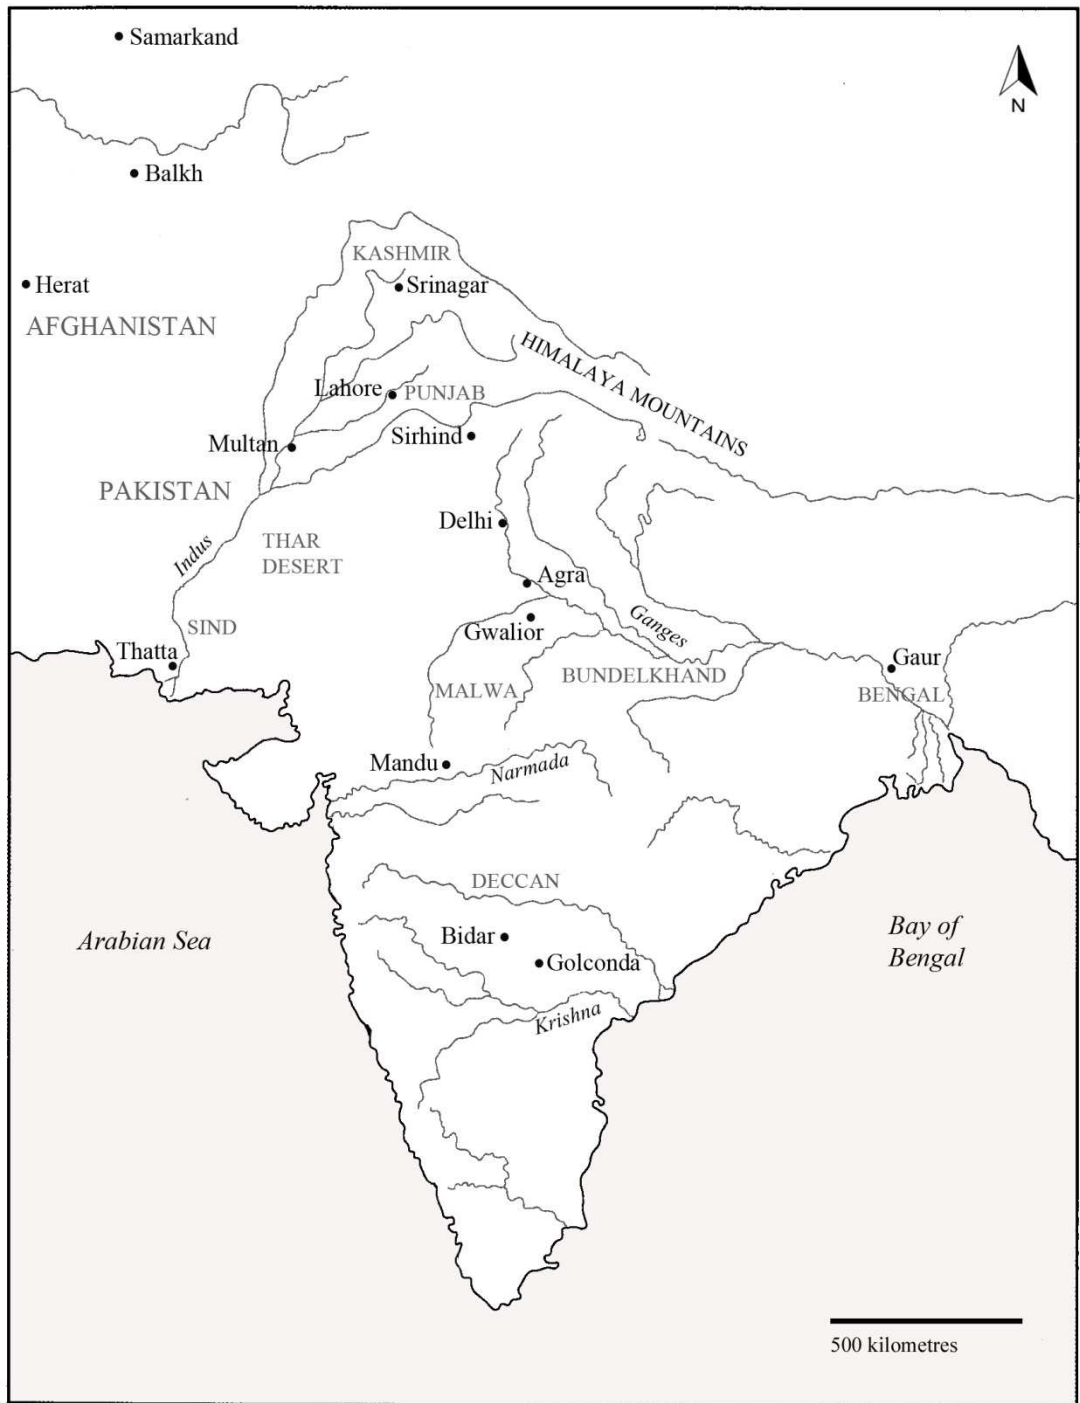 Samarkand
N
Balkh
KASHMIR
Srinagar
Herat
AFGHANISTAN
HIMALAYA MOUNTAINS
Lahore
PUNJAB
Sirhind
Multan
PAKISTAN
Delhi
Indus
THAR
DESERT
Agra
Ganges
SIND
Gwalior
Thatta
Gaur
BUNDELKHAND
MALWA
BENGAL
Mandu
Narmada
DECCAN
Bidar
Arabian Sea
Bay of
Bengal
Golconda
Krishna
500 kilometres